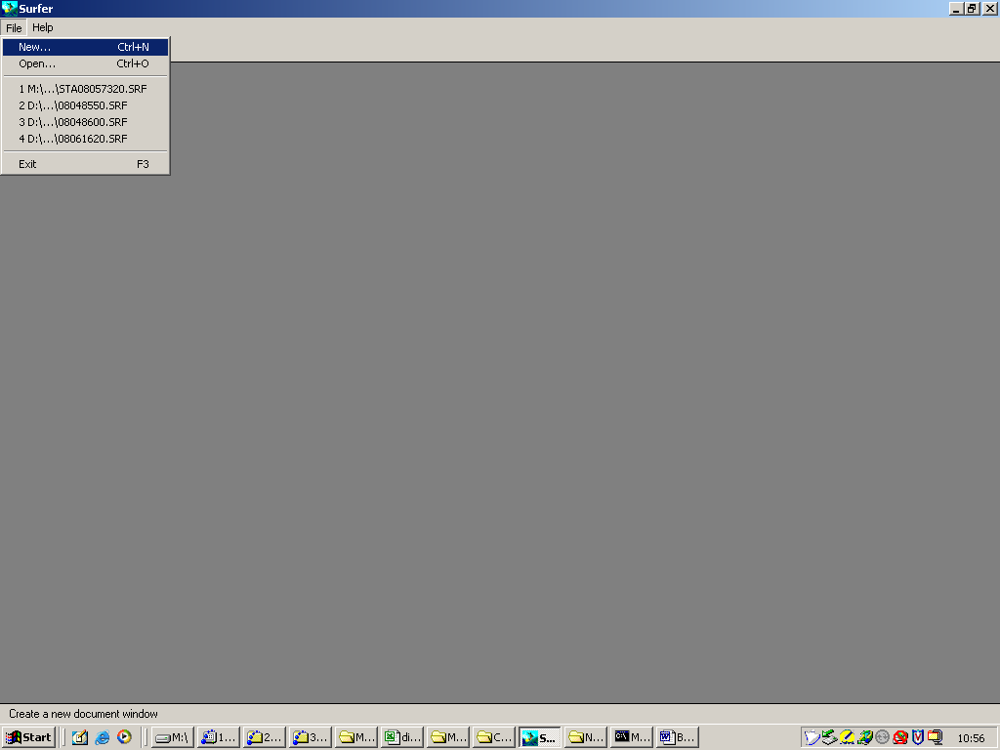 Surfer
File Help
New... Ctrl+N
Open... Ctrl+O
1 M:\...\STA08057320.SRF
2 D:\...\08048550.SRF
3 D:\...\08048600.SRF
4 D:\...\08061620.SRF
Exit F3
Create a new document window
Start M:\ 1... 2... 3... M... di... M... C... S... N... M... B... 10:56